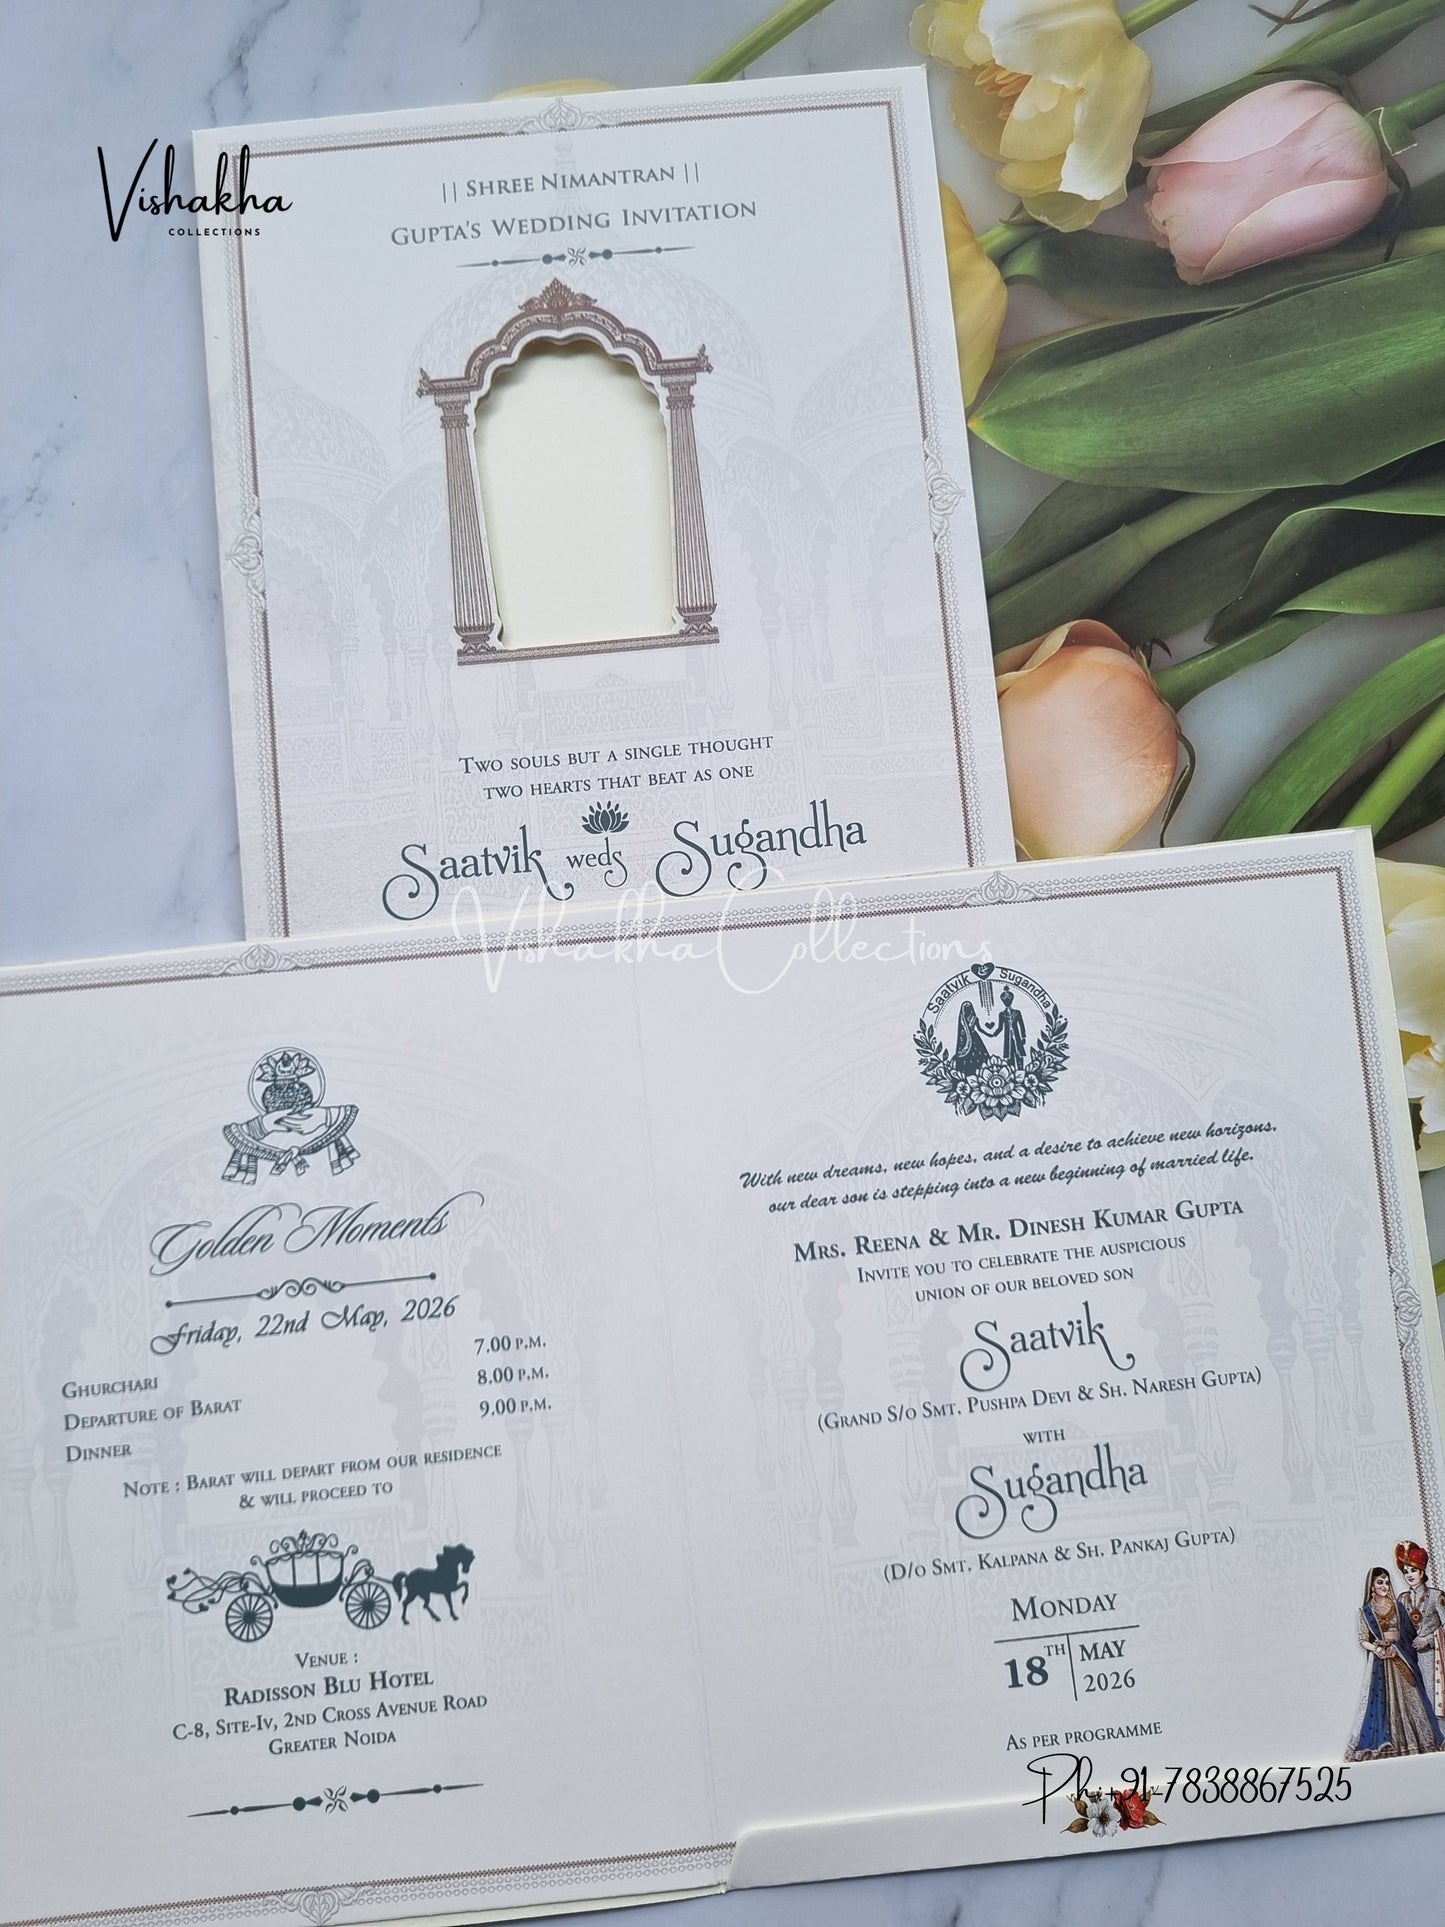 Vishakha
COLLECTIONS
|| SHREE NIMANTRAN ||
GUPTA'S WEDDING INVITATION
TWO SOULS BUT A SINGLE THOUGHT
TWO HEARTS THAT BEAT AS ONE
Saatvik weds Sugandha
Vishakha Collections
Golden Moments
Friday, 22nd May, 2026
GHURCHARI 7.00 P.M.
DEPARTURE OF BARAT 8.00 P.M.
DINNER 9.00 P.M.
NOTE : BARAT WILL DEPART FROM OUR RESIDENCE
& WILL PROCEED TO
VENUE :
RADISSON BLU HOTEL
C-8, SITE-IV, 2ND CROSS AVENUE ROAD
GREATER NOIDA
Saatvik & Sugandha
With new dreams, new hopes, and a desire to achieve new horizons,
our dear son is stepping into a new beginning of married life.
MRS. REENA & MR. DINESH KUMAR GUPTA
INVITE YOU TO CELEBRATE THE AUSPICIOUS
UNION OF OUR BELOVED SON
Saatvik
(GRAND S/O SMT. PUSHPA DEVI & SH. NARESH GUPTA)
WITH
Sugandha
(D/O SMT. KALPANA & SH. PANKAJ GUPTA)
MONDAY
18TH MAY
2026
AS PER PROGRAMME
Ph:+91-7838867525